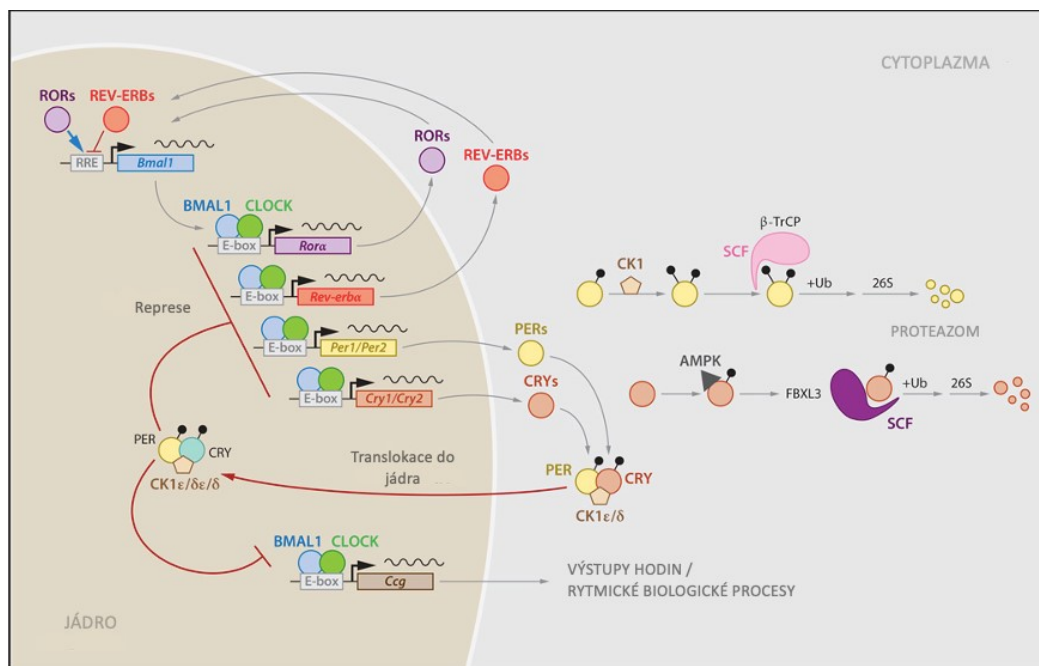 CYTOPLAZMA
RORs REV-ERBs
RRE
Bmal1
RORs
REV-ERBs
BMAL1 CLOCK
E-box
Rorα
E-box
Rev-erbα
Represe
E-box
Per1/Per2
E-box
Cry1/Cry2
PERs
CRYs
β-TrCP
SCF
CK1
+Ub
26S
PROTEAZOM
AMPK
FBXL3
+Ub
26S
SCF
PER
CRY
CK1ε/δε/δ
Translokace do
jádra
PER
CRY
CK1ε/δ
BMAL1 CLOCK
E-box
Ccg
VÝSTUPY HODIN /
RYTMICKÉ BIOLOGICKÉ PROCESY
JÁDRO